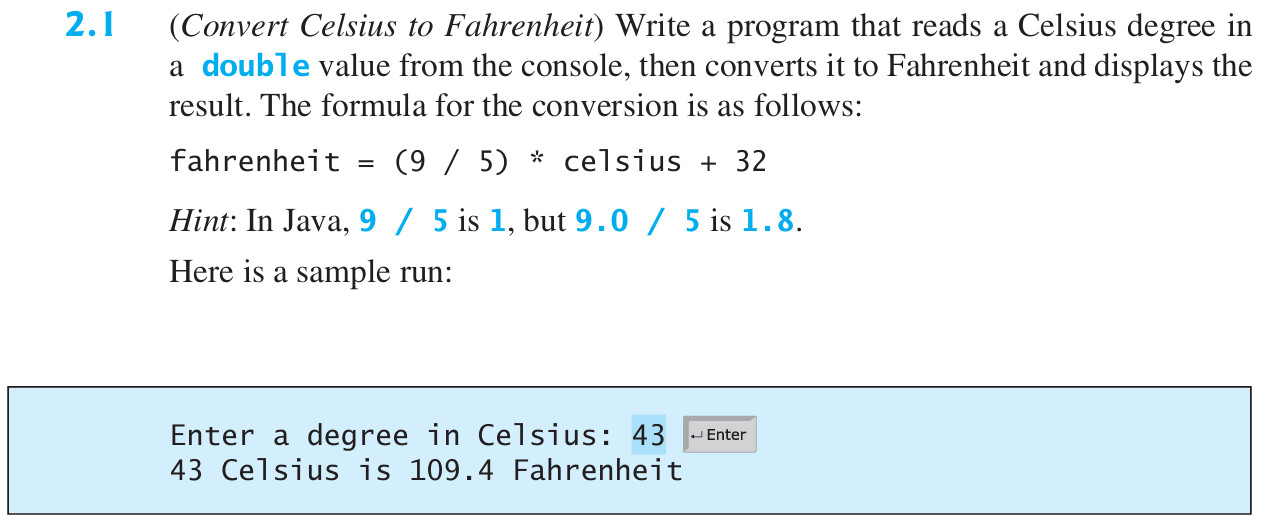 2.1 (Convert Celsius to Fahrenheit) Write a program that reads a Celsius degree in
a double value from the console, then converts it to Fahrenheit and displays the
result. The formula for the conversion is as follows:
fahrenheit = (9 / 5) * celsius + 32
Hint: In Java, 9 / 5 is 1, but 9.0 / 5 is 1.8.
Here is a sample run:
Enter a degree in Celsius: 43 ↵ Enter
43 Celsius is 109.4 Fahrenheit